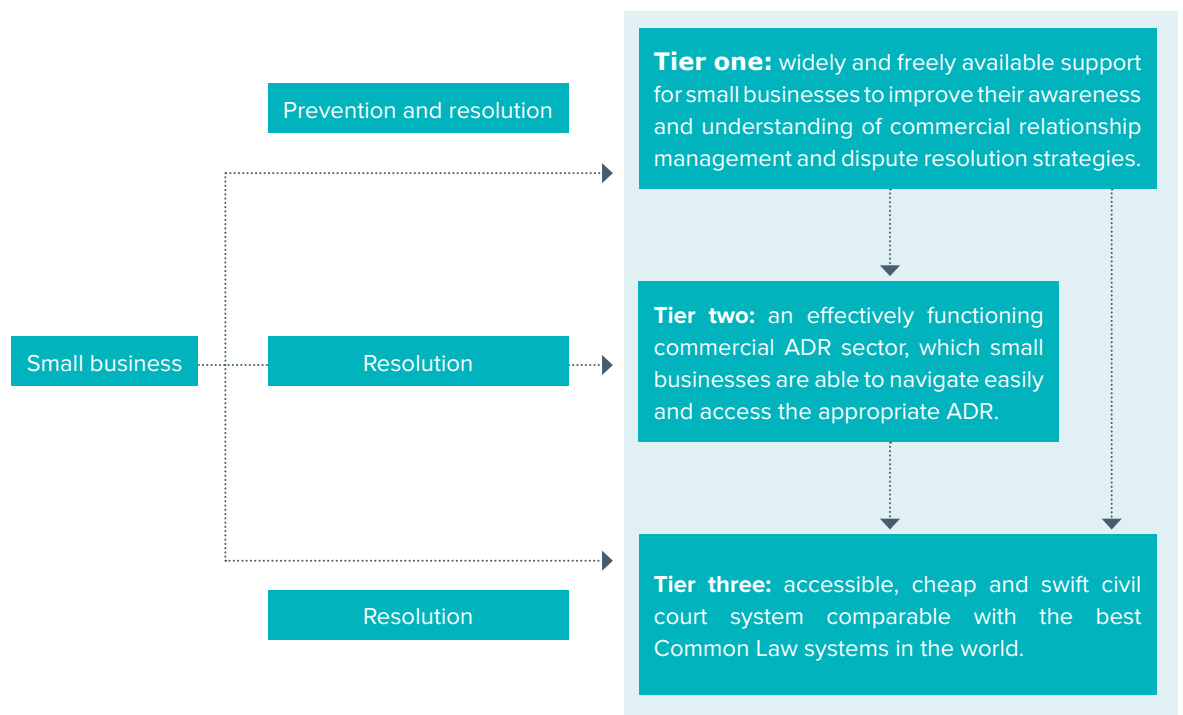 Small business
Prevention and resolution
Resolution
Resolution
Tier one: widely and freely available support
for small businesses to improve their awareness
and understanding of commercial relationship
management and dispute resolution strategies.
Tier two: an effectively functioning
commercial ADR sector, which small
businesses are able to navigate easily
and access the appropriate ADR.
Tier three: accessible, cheap and swift civil
court system comparable with the best
Common Law systems in the world.